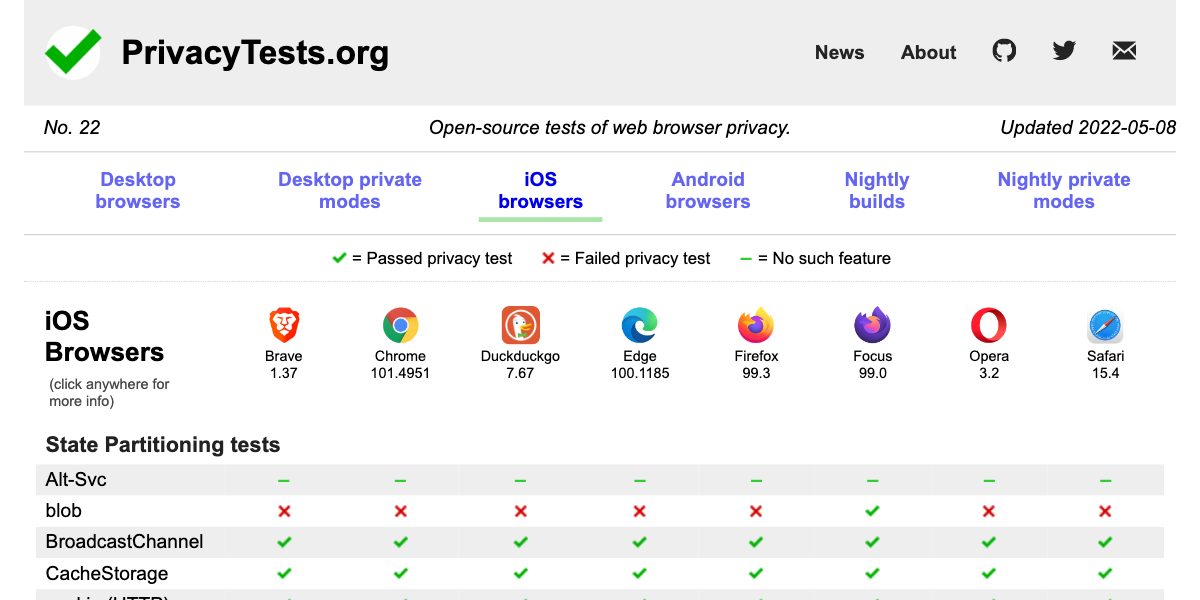 PrivacyTests.org
News About
No. 22 Open-source tests of web browser privacy. Updated 2022-05-08
Desktop browsers Desktop private modes iOS browsers Android browsers Nightly builds Nightly private modes
= Passed privacy test = Failed privacy test = No such feature
iOS Browsers
(click anywhere for more info)
Brave 1.37
Chrome 101.4951
Duckduckgo 7.67
Edge 100.1185
Firefox 99.3
Focus 99.0
Opera 3.2
Safari 15.4
State Partitioning tests
Alt-Svc
blob
BroadcastChannel
CacheStorage